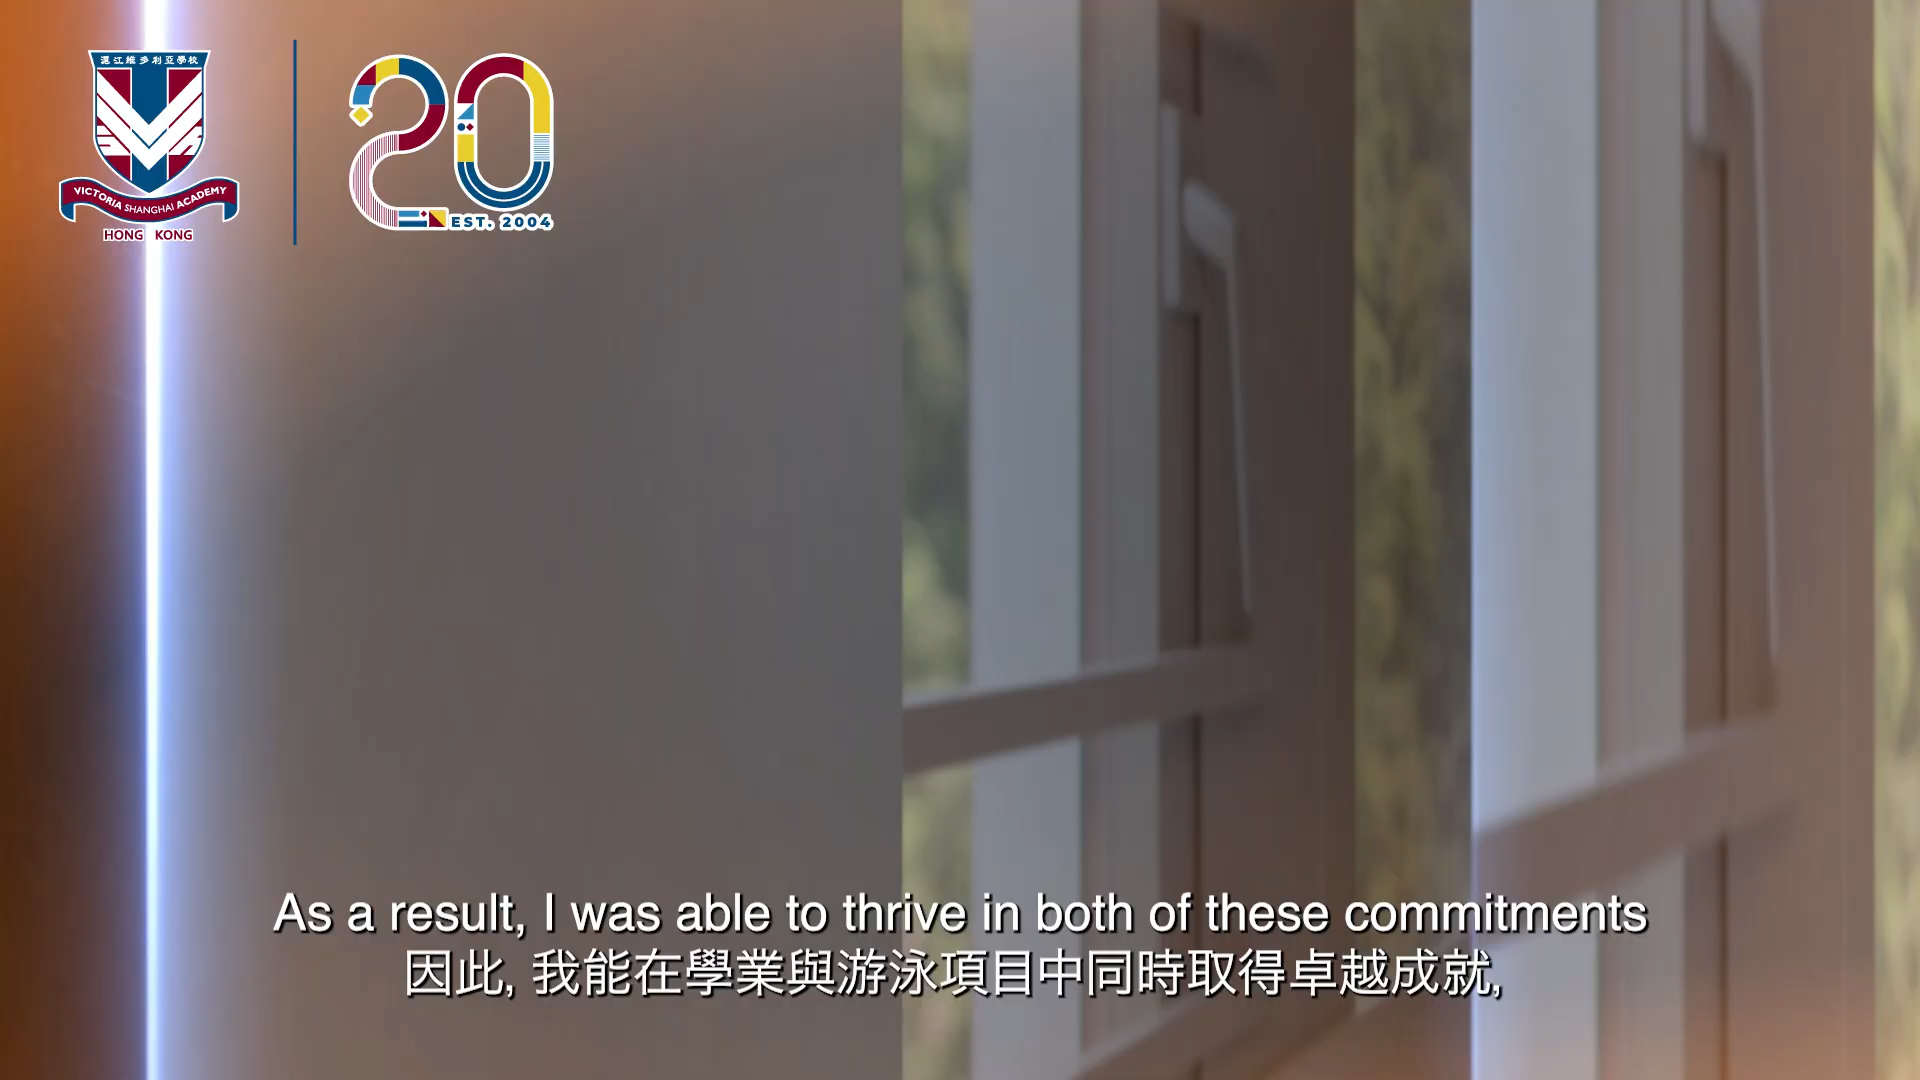 滬江維多利亞學校
VICTORIA SHANGHAI ACADEMY
HONG KONG
20
EST. 2004
As a result, I was able to thrive in both of these commitments
因此, 我能在學業與游泳項目中同時取得卓越成就,